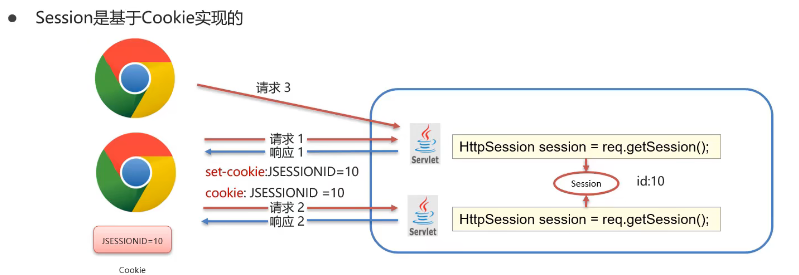 ● Session是基于Cookie实现的
请求 3
请求 1
响应 1
Servlet
HttpSession session = req.getSession();
set-cookie:JSESSIONID=10
Session
id:10
cookie: JSESSIONID =10
请求 2
响应 2
Servlet
HttpSession session = req.getSession();
JSESSIONID=10
Cookie